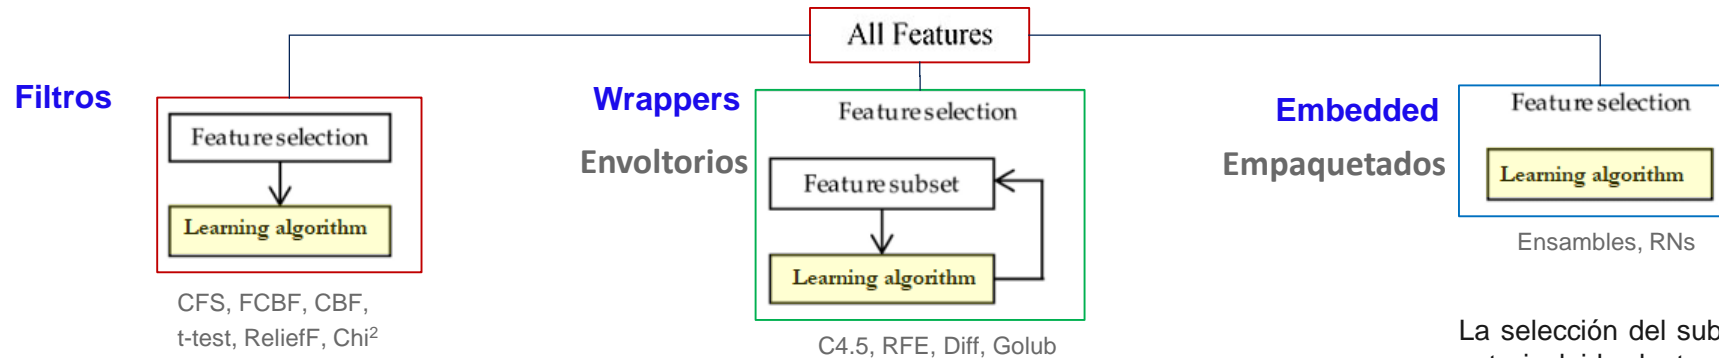 All Features
Filtros
Feature selection
Learning algorithm
CFS, FCBF, CBF,
t-test, ReliefF, Chi²
Wrappers
Envoltorios
Feature selection
Feature subset
Learning algorithm
C4.5, RFE, Diff, Golub
Embedded
Empaquetados
Feature selection
Learning algorithm
Ensambles, RNs
La selección del sub